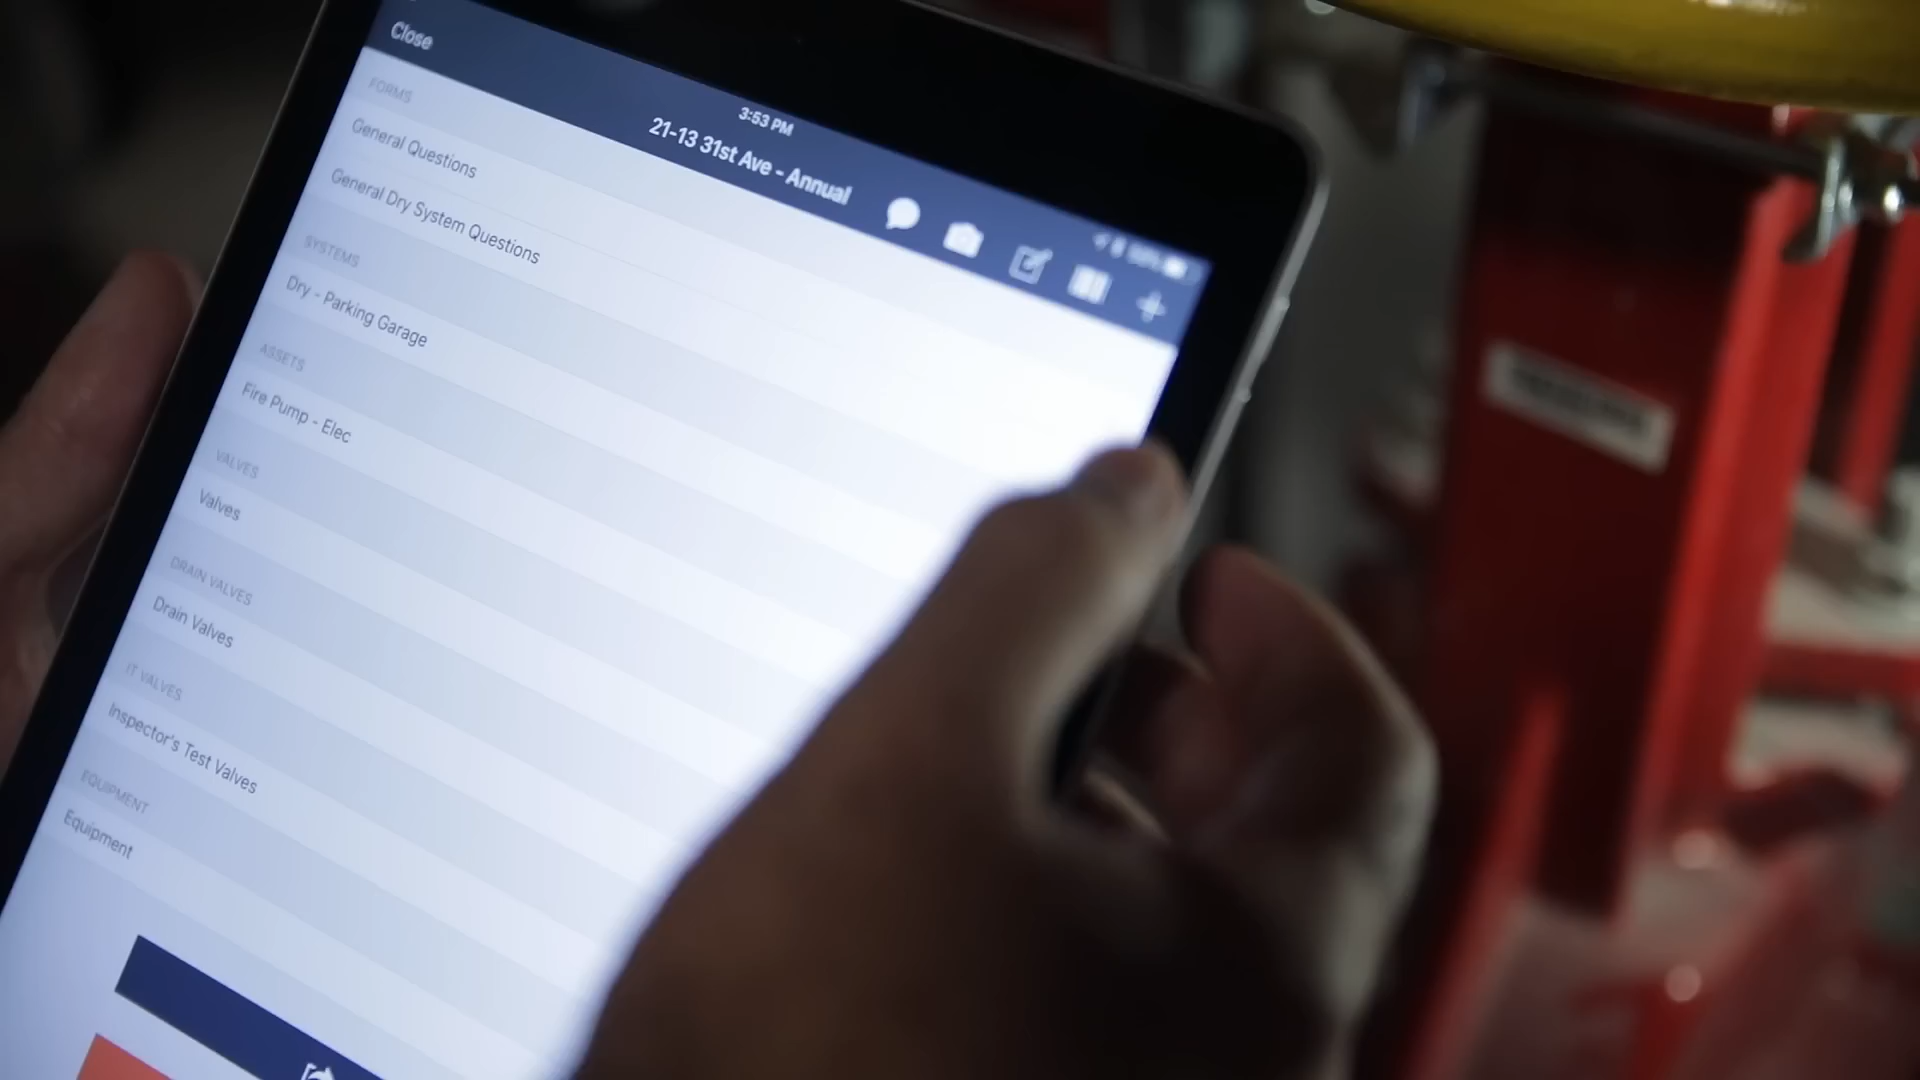 3:53 PM
Close
21-13 31st Ave - Annual
FORMS
General Questions
General Dry System Questions
SYSTEMS
Dry - Parking Garage
ASSETS
Fire Pump - Elec
VALVES
Valves
DRAIN VALVES
Drain Valves
IT VALVES
Inspector's Test Valves
EQUIPMENT
Equipment